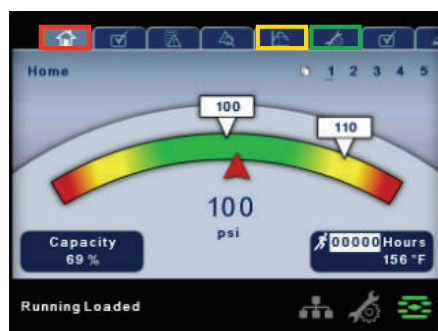 Home 1 2 3 4 5
100
110
100
psi
Capacity
69 %
00000 Hours
156 °F
Running Loaded